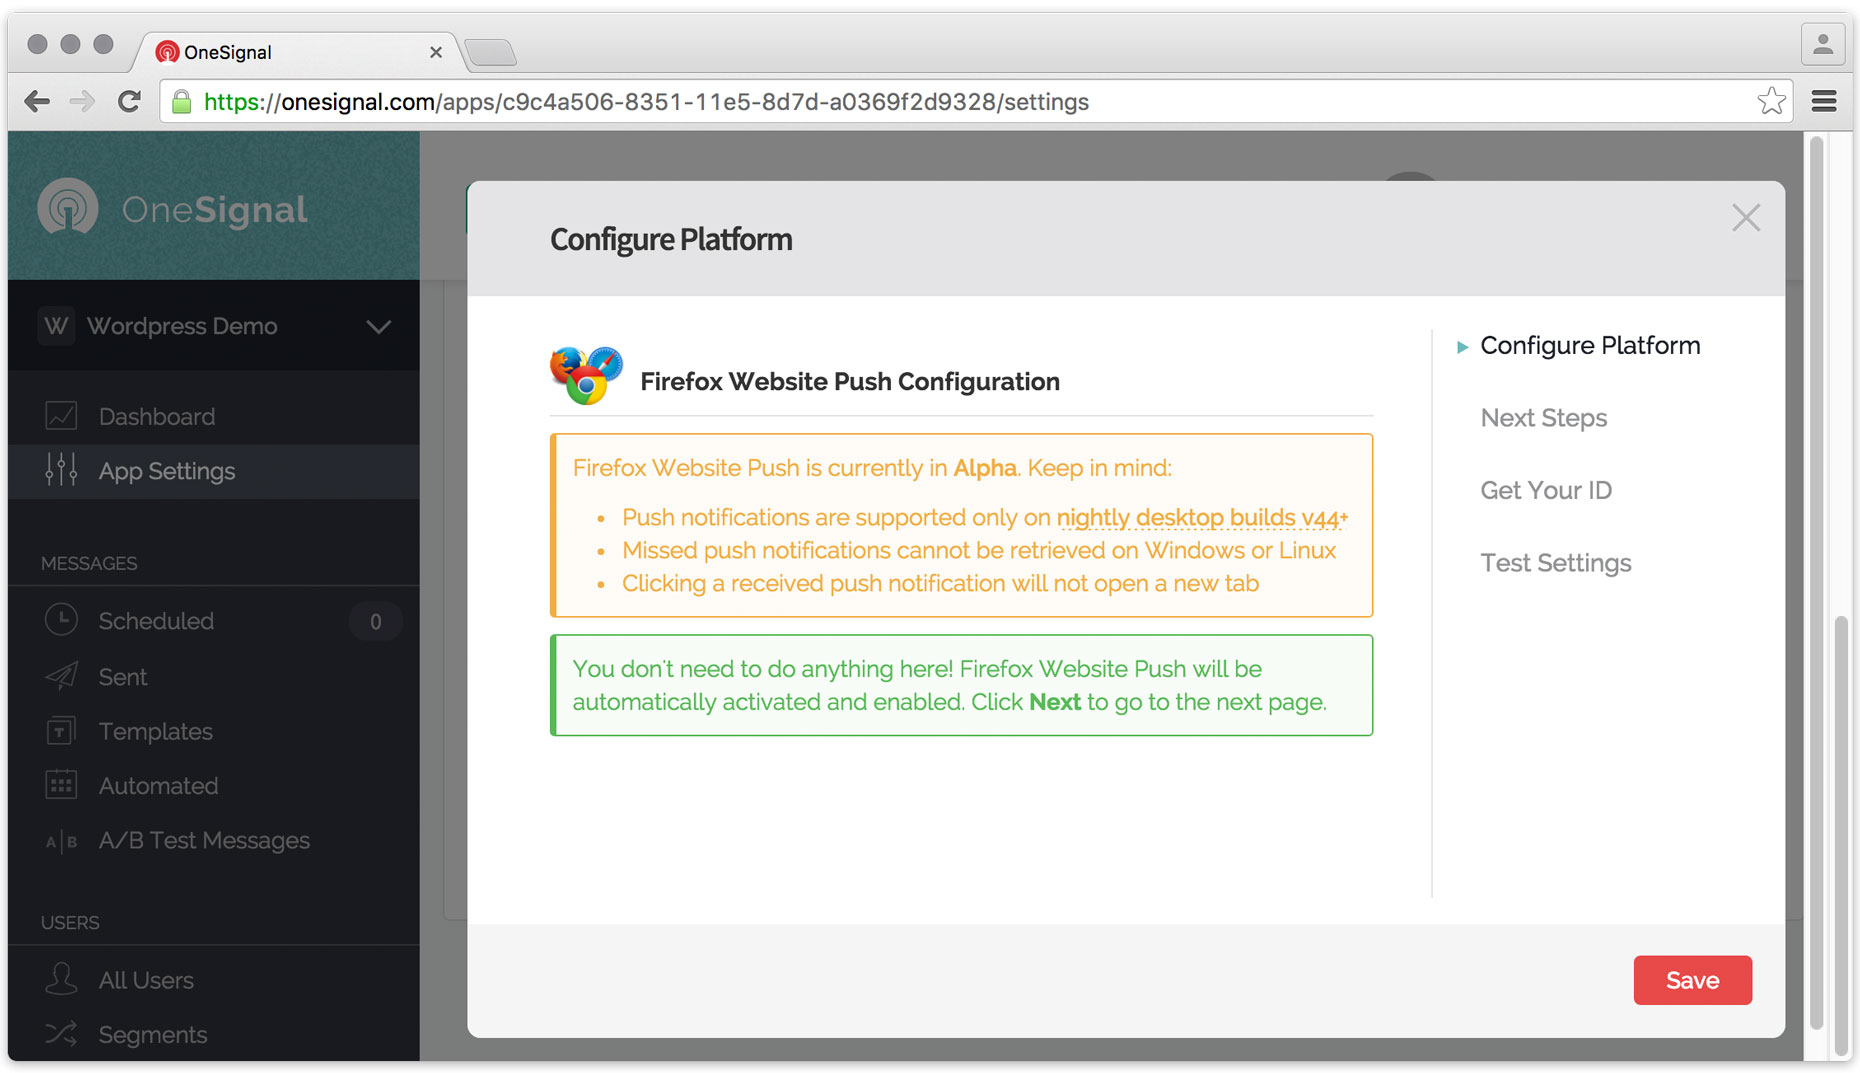 OneSignal
https://onesignal.com/apps/c9c4a506-8351-11e5-8d7d-a0369f2d9328/settings
OneSignal
W Wordpress Demo
Dashboard
App Settings
MESSAGES
Scheduled 0
Sent
T Templates
Automated
A|B A/B Test Messages
USERS
All Users
Segments
Configure Platform
Firefox Website Push Configuration
Firefox Website Push is currently in Alpha. Keep in mind:
• Push notifications are supported only on nightly desktop builds v44+
• Missed push notifications cannot be retrieved on Windows or Linux
• Clicking a received push notification will not open a new tab
You don't need to do anything here! Firefox Website Push will be
automatically activated and enabled. Click Next to go to the next page.
Configure Platform
Next Steps
Get Your ID
Test Settings
Save